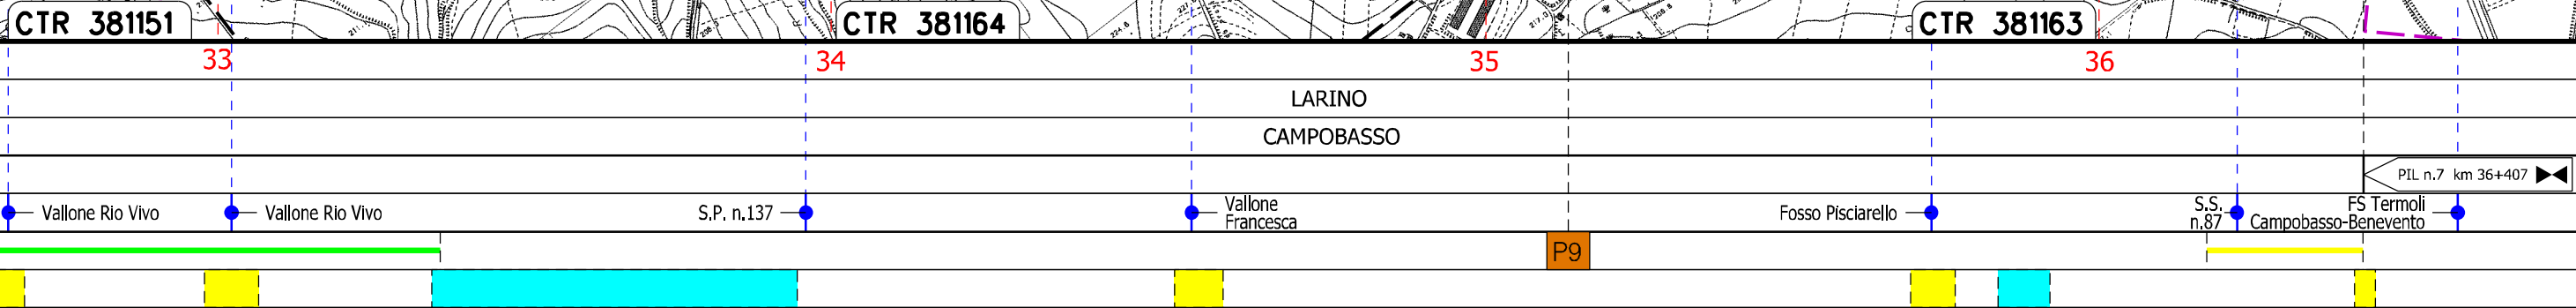 CTR 381151
CTR 381164
CTR 381163
33
34
35
36
LARINO
CAMPOBASSO
PIL n.7 km 36+407
Vallone Rio Vivo
Vallone Rio Vivo
S.P. n.137
Vallone
Francesca
Fosso Pisciarello
S.S.
n.87
FS Termoli
Campobasso-Benevento
P9